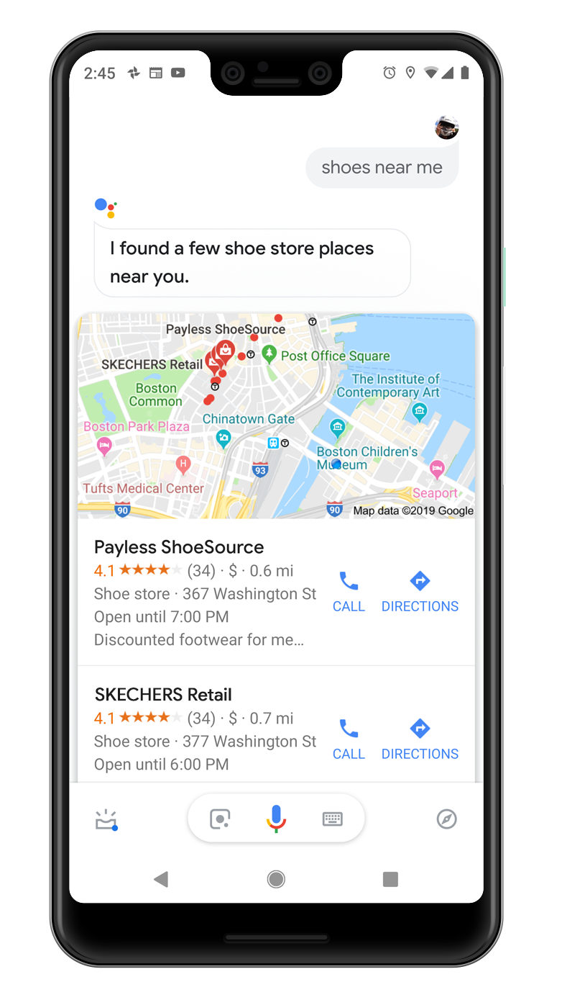 2:45
shoes near me
I found a few shoe store places
near you.
Payless ShoeSource
T
T
Post Office Square
SKECHERS Retail
The Institute of
Contemporary Art
Boston
Common
T
Chinatown Gate
Boston Park Plaza
T
Boston Children's
Museum
H
93
Tufts Medical Center
Seaport
90
90
Map data ©2019 Google
Payless ShoeSource
4.1 ★★★★★ (34) · $ · 0.6 mi
Shoe store · 367 Washington St
CALL
DIRECTIONS
Open until 7:00 PM
Discounted footwear for me…
SKECHERS Retail
4.1 ★★★★★ (34) · $ · 0.7 mi
Shoe store · 377 Washington St
CALL
DIRECTIONS
Open until 6:00 PM